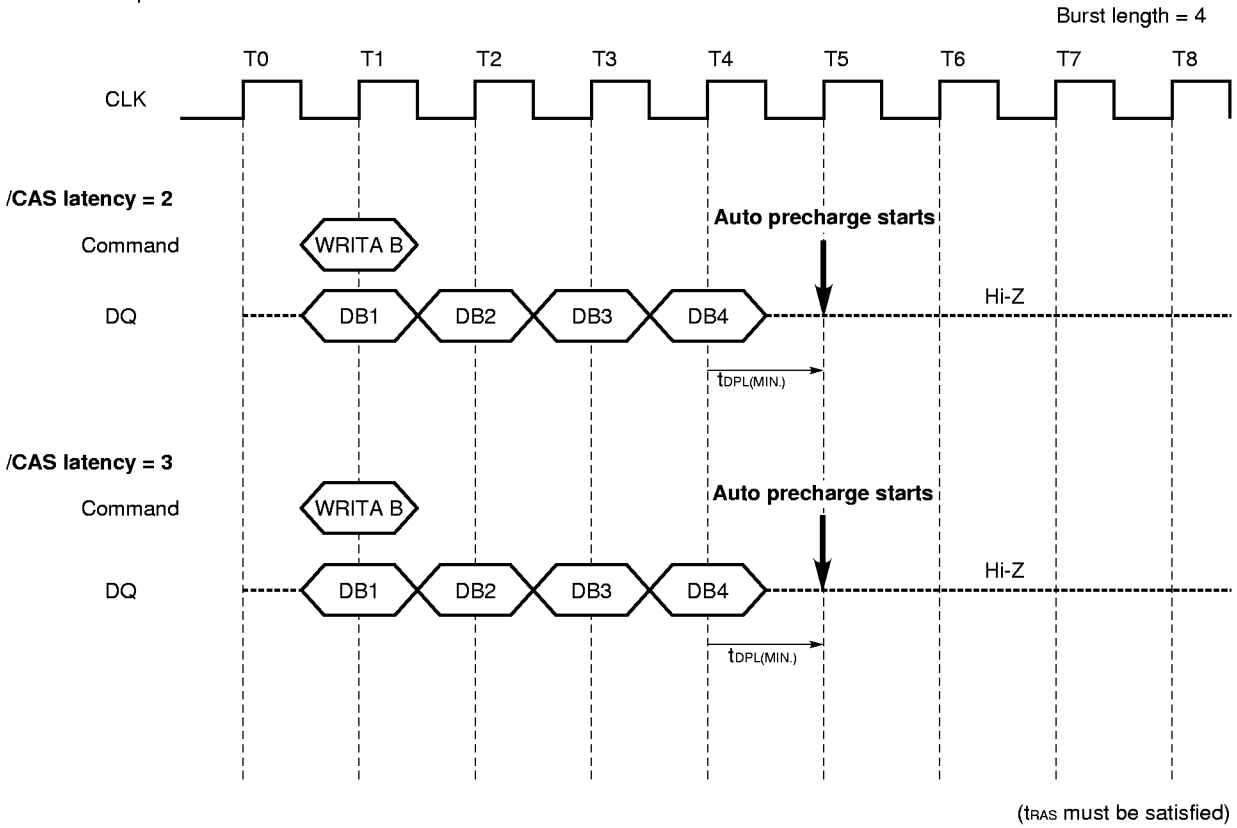 Burst length = 4
T0 T1 T2 T3 T4 T5 T6 T7 T8
CLK
/CAS latency = 2
Auto precharge starts
Command WRITA B
Hi-Z
DQ DB1 DB2 DB3 DB4
tDPL(MIN.)
/CAS latency = 3
Auto precharge starts
Command WRITA B
Hi-Z
DQ DB1 DB2 DB3 DB4
tDPL(MIN.)
(tRAS must be satisfied)